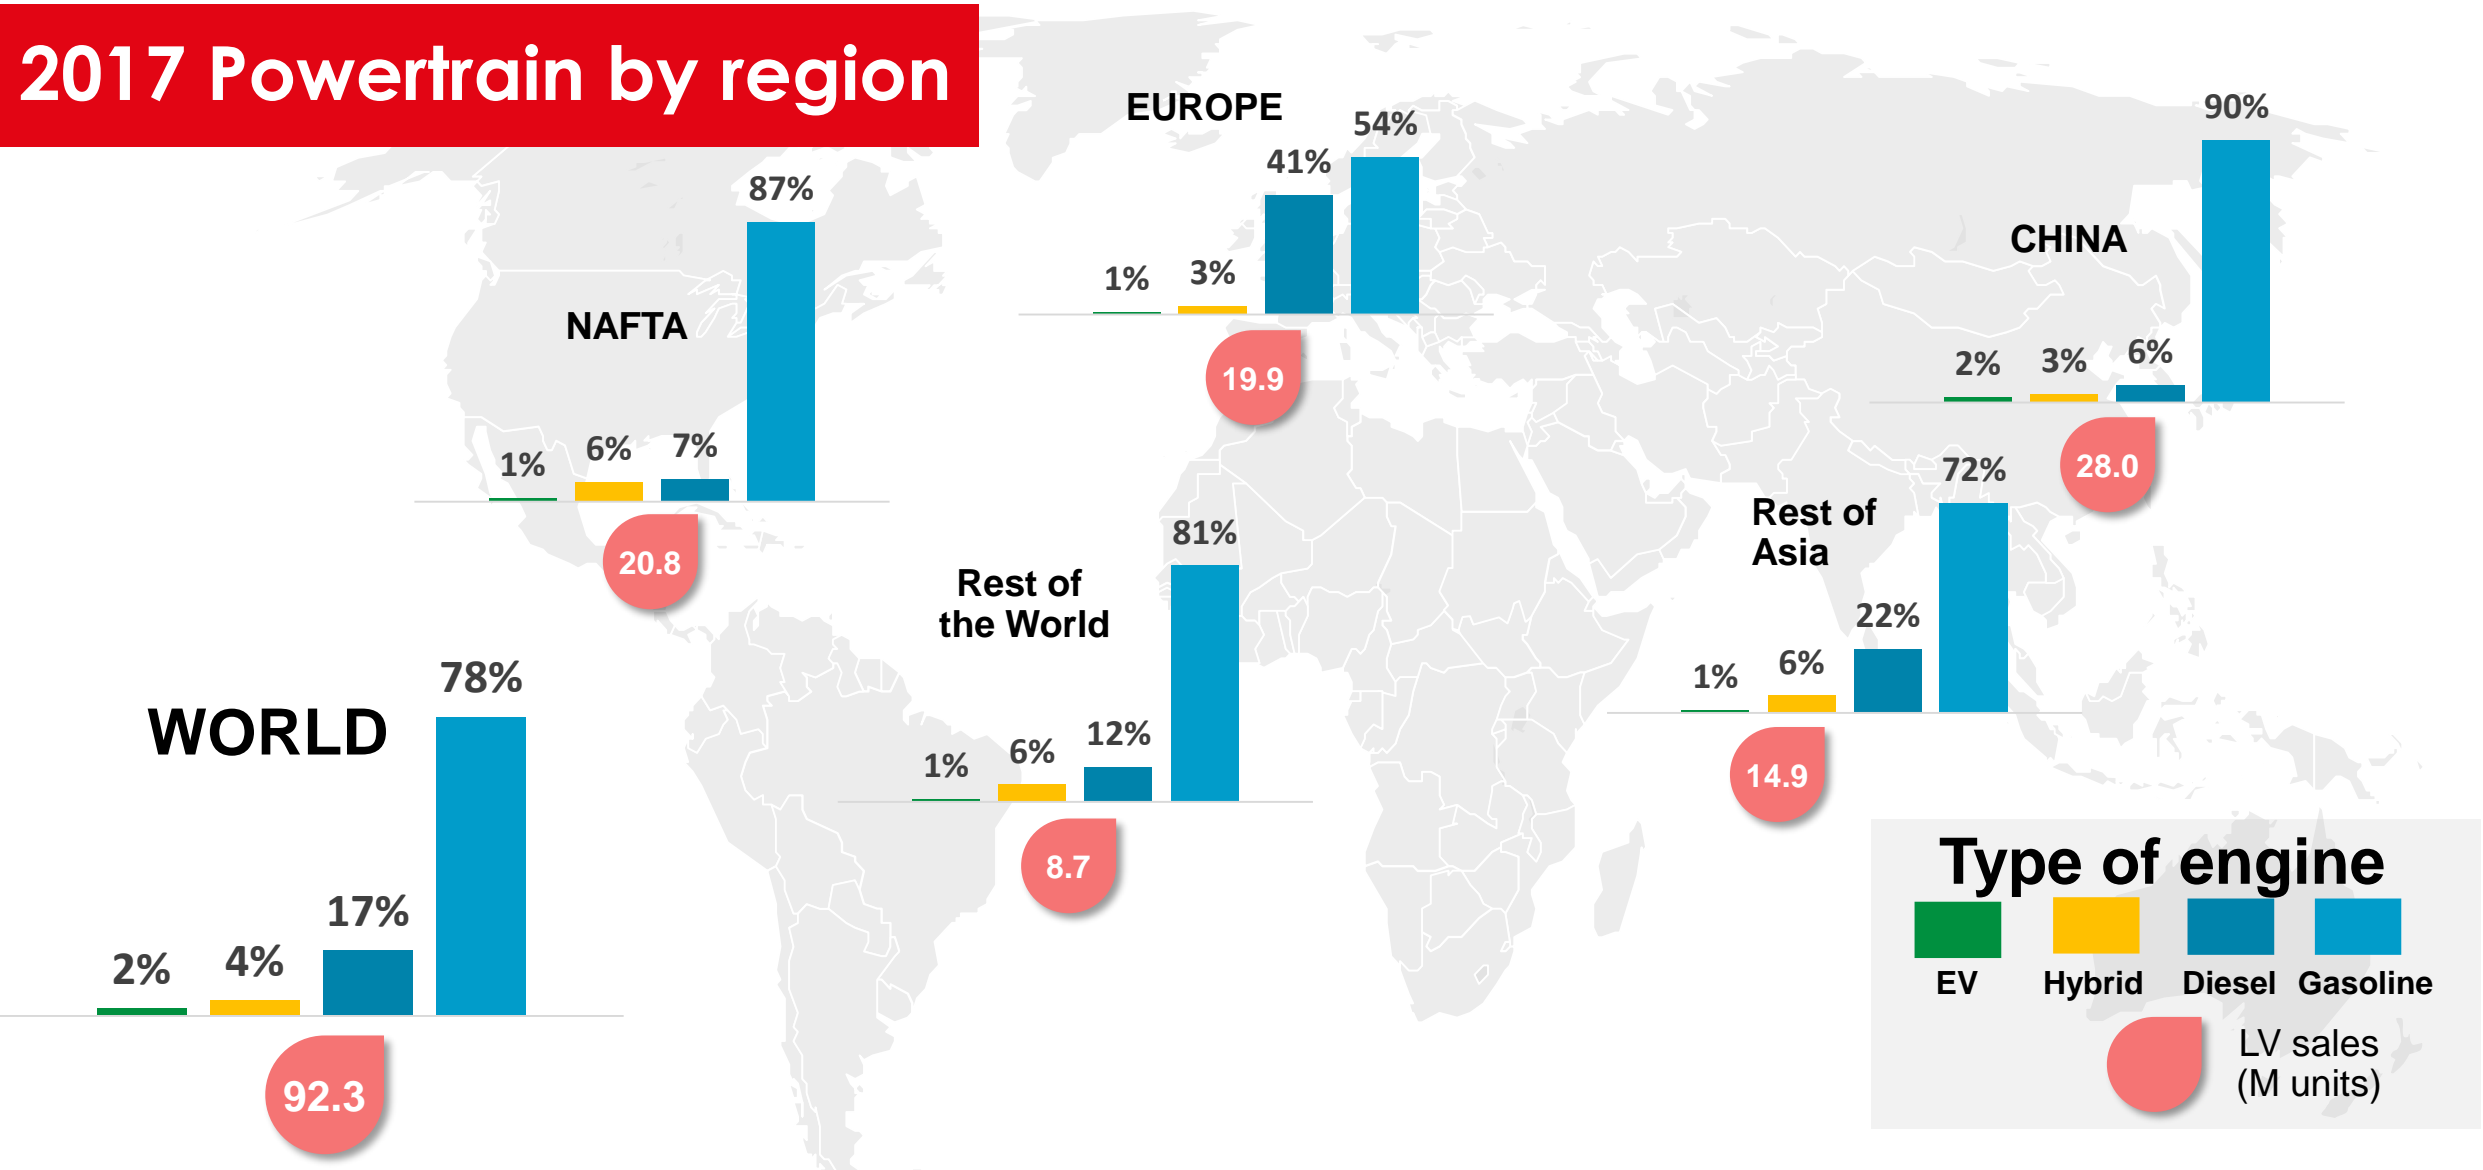 2017 Powertrain by region
EUROPE
1%
3%
41%
54%
19.9
CHINA
2%
3%
6%
90%
28.0
NAFTA
1%
6%
7%
87%
20.8
Rest of
the World
1%
6%
12%
81%
8.7
Rest of
Asia
1%
6%
22%
72%
14.9
WORLD
2%
4%
17%
78%
92.3
Type of engine
EV Hybrid Diesel Gasoline
LV sales
(M units)